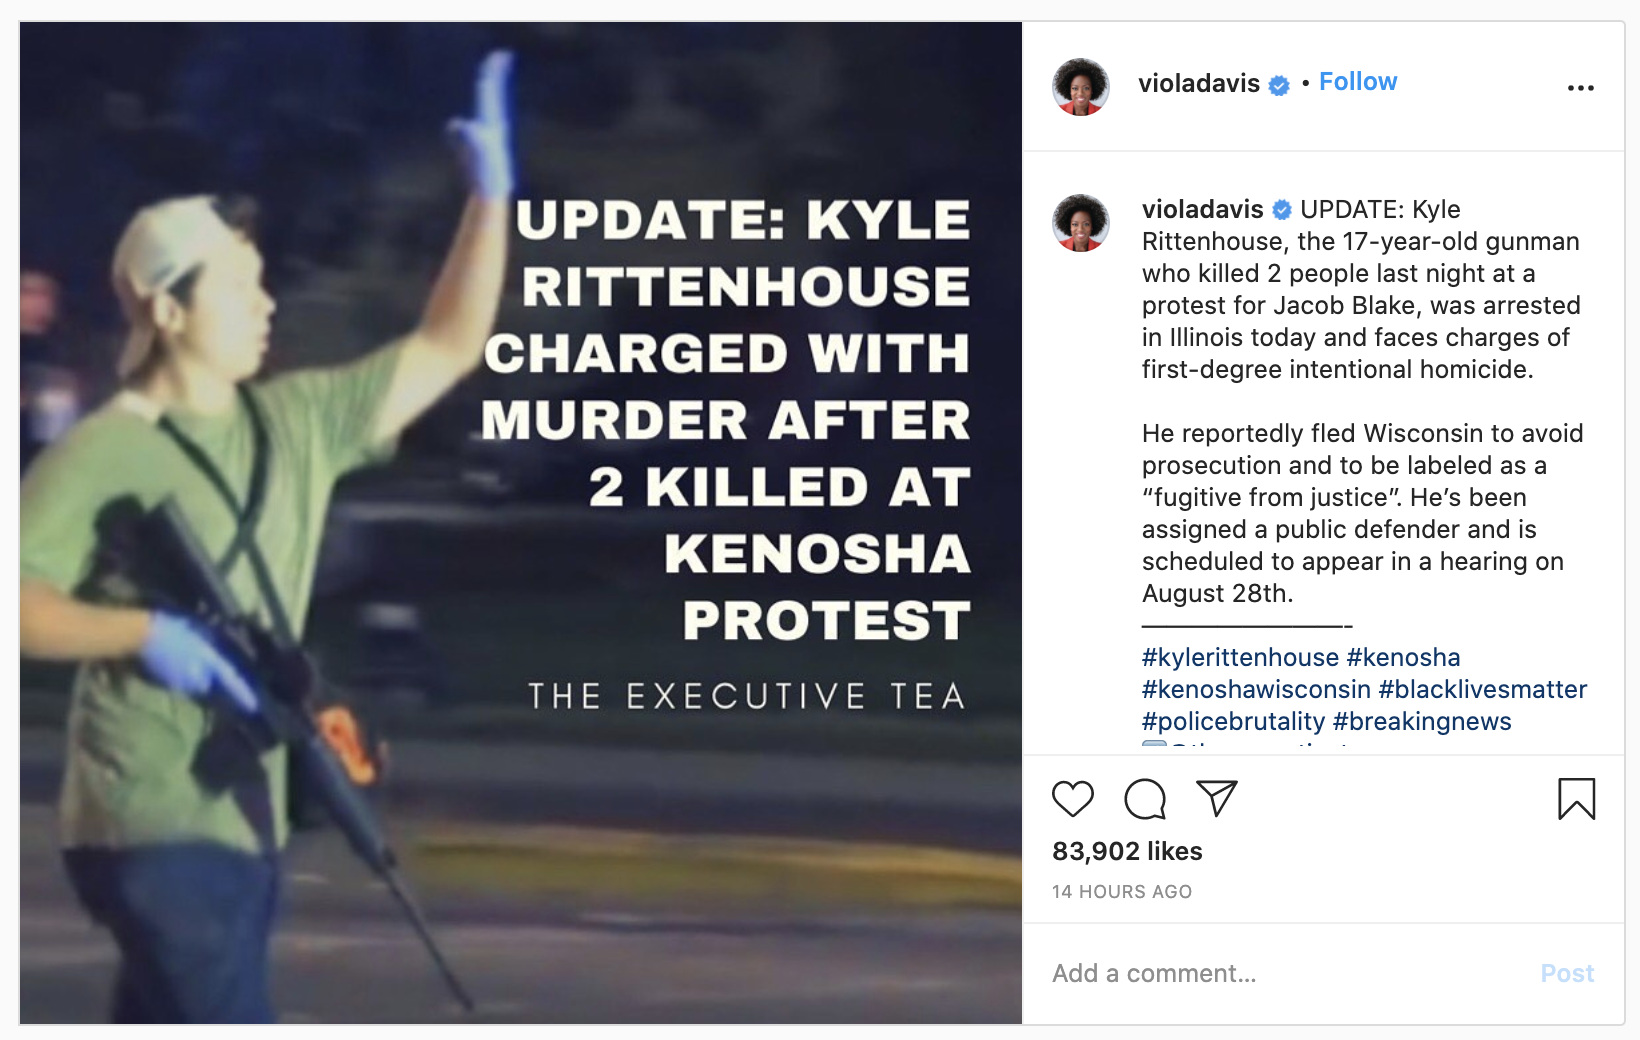 UPDATE: KYLE
RITTENHOUSE
CHARGED WITH
MURDER AFTER
2 KILLED AT
KENOSHA
PROTEST
THE EXECUTIVE TEA
violadavis • Follow
violadavis UPDATE: Kyle
Rittenhouse, the 17-year-old gunman
who killed 2 people last night at a
protest for Jacob Blake, was arrested
in Illinois today and faces charges of
first-degree intentional homicide.
He reportedly fled Wisconsin to avoid
prosecution and to be labeled as a
“fugitive from justice”. He’s been
assigned a public defender and is
scheduled to appear in a hearing on
August 28th.
————————-
#kylerittenhouse #kenosha
#kenoshawisconsin #blacklivesmatter
#policebrutality #breakingnews
83,902 likes
14 HOURS AGO
Add a comment...
Post